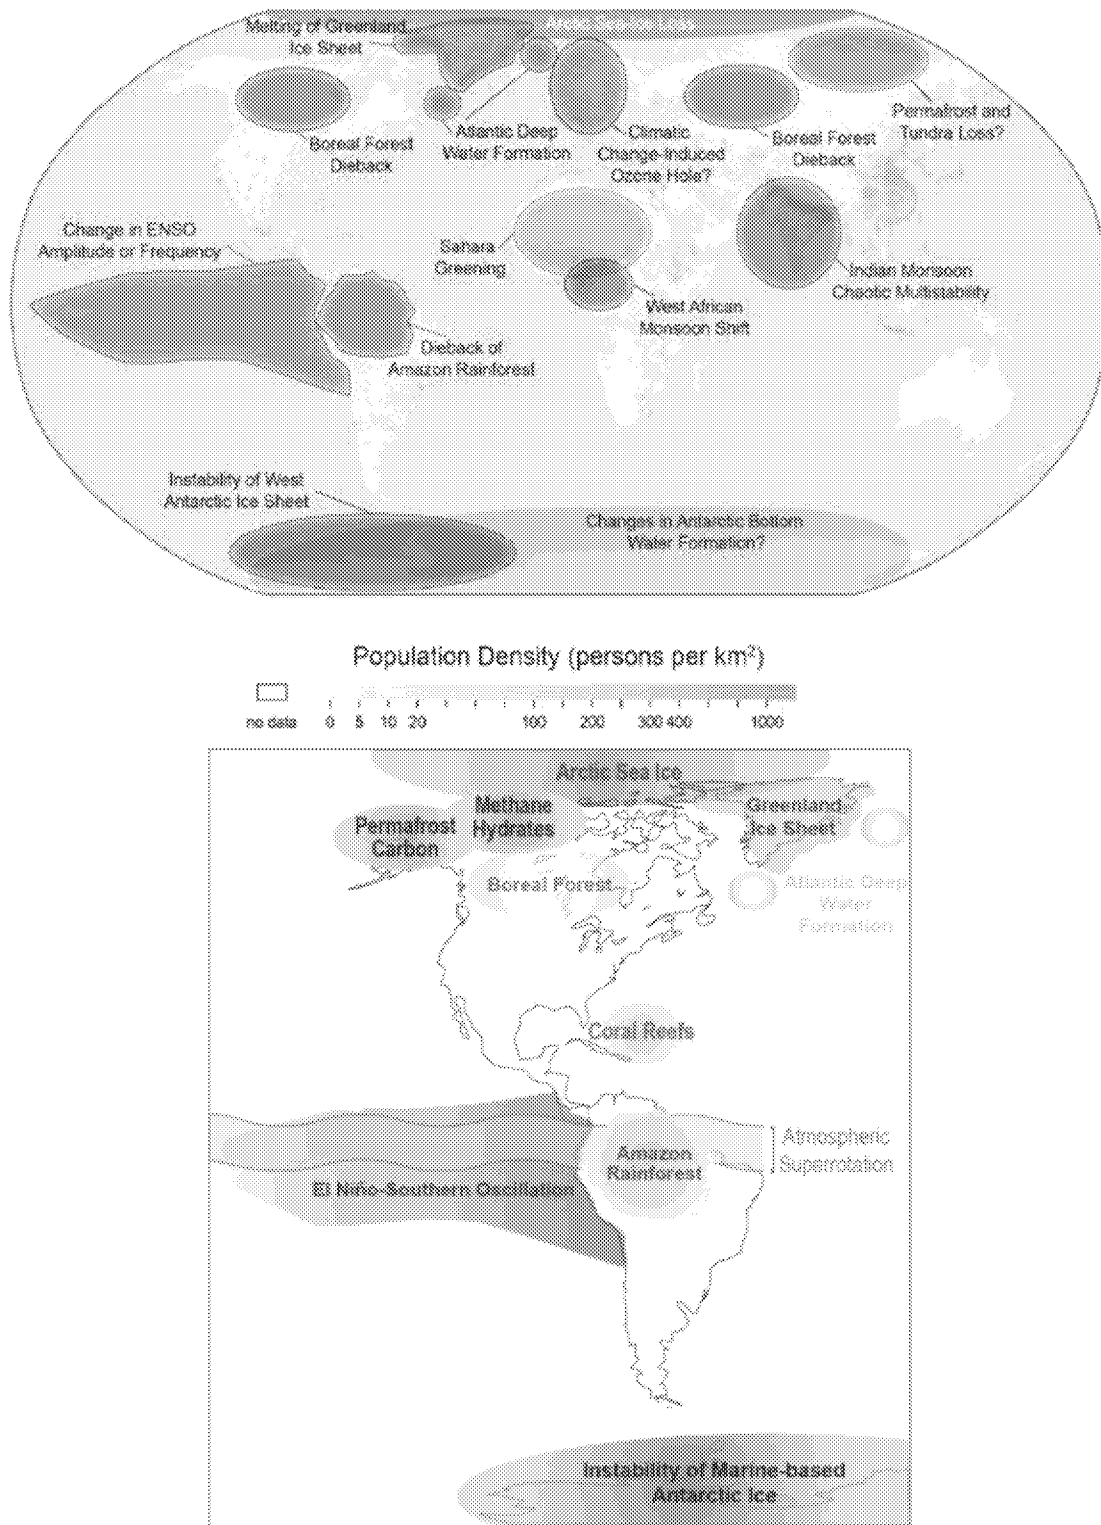 Melting of Greenland
Ice Sheet
Arctic Sea-Ice Loss
Boreal Forest
Dieback
Atlantic Deep
Water Formation
Climatic
Change-Induced
Ozone Hole?
Boreal Forest
Dieback
Permafrost and
Tundra Loss?
Change in ENSO
Amplitude or Frequency
Sahara
Greening
West African
Monsoon Shift
Indian Monsoon
Chaotic Multistability
Dieback of
Amazon Rainforest
Instability of West
Antarctic Ice Sheet
Changes in Antarctic Bottom
Water Formation?
Population Density (persons per km²)
no data 0 5 10 20 100 200 300 400 1000
Arctic Sea Ice
Methane
Hydrates
Permafrost
Carbon
Greenland
Ice Sheet
Boreal Forest
Atlantic Deep
Water
Formation
Coral Reefs
Atmospheric
Superrotation
Amazon
Rainforest
El Niño-Southern Oscillation
Instability of Marine-based
Antarctic Ice